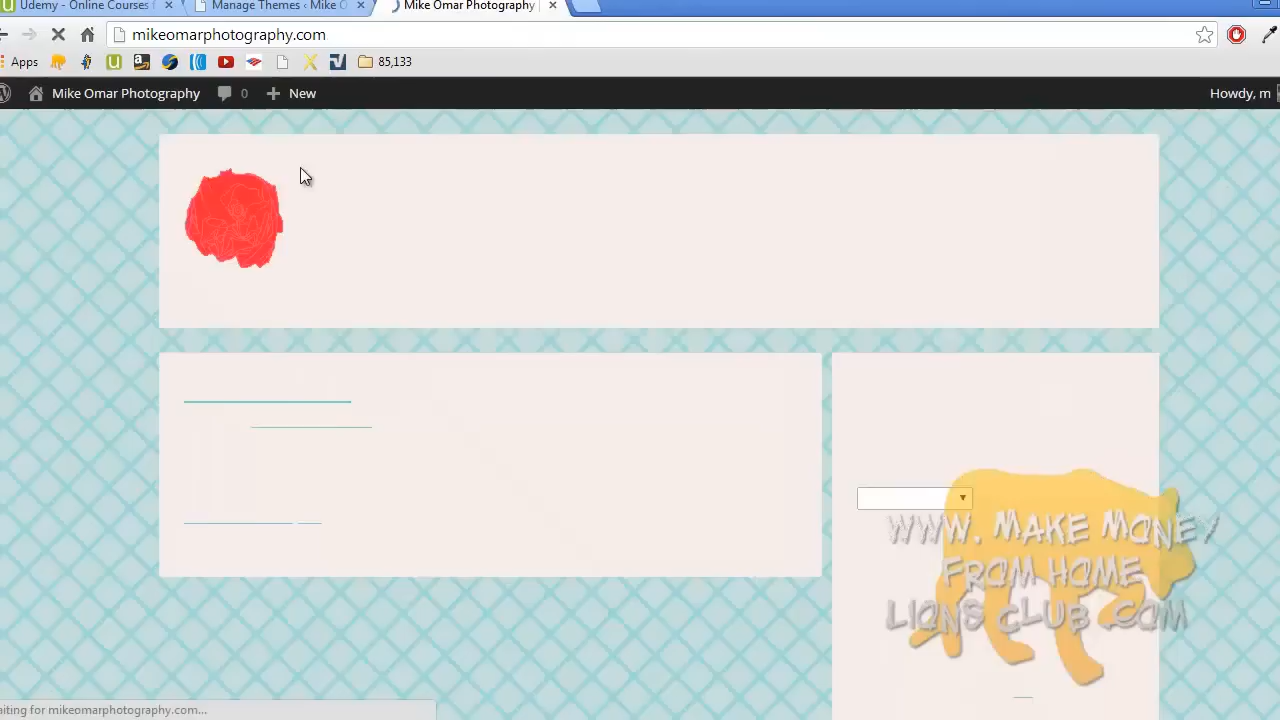 Udemy - Online Courses
Manage Themes ‹ Mike O
Mike Omar Photography
mikeomarphotography.com
Apps
85,133
Mike Omar Photography
0
New
Howdy, m
WWW. MAKE MONEY
FROM HOME
LIONS CLUB .COM
aiting for mikeomarphotography.com...